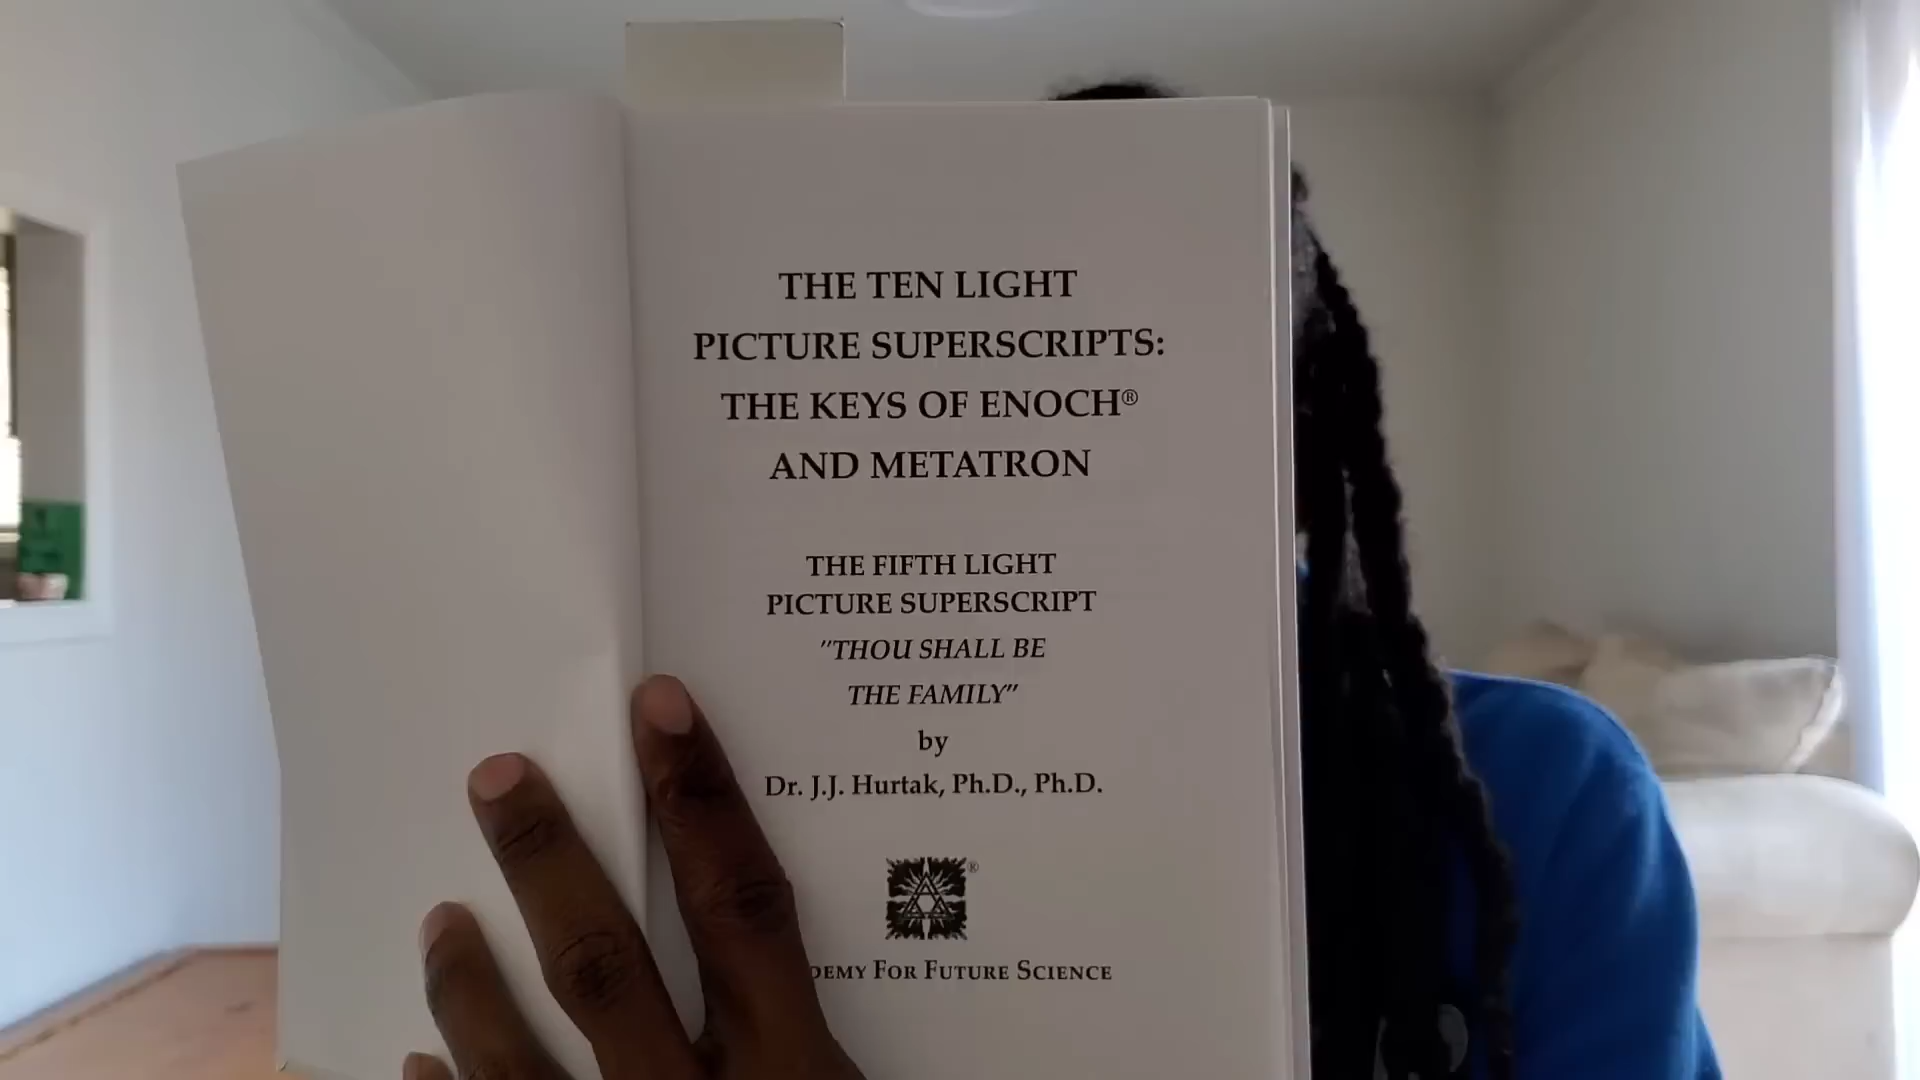 THE TEN LIGHT
PICTURE SUPERSCRIPTS:
THE KEYS OF ENOCH®
AND METATRON
THE FIFTH LIGHT
PICTURE SUPERSCRIPT
"THOU SHALL BE
THE FAMILY"
by
Dr. J.J. Hurtak, Ph.D., Ph.D.
®
FOR FUTURE SCIENCE